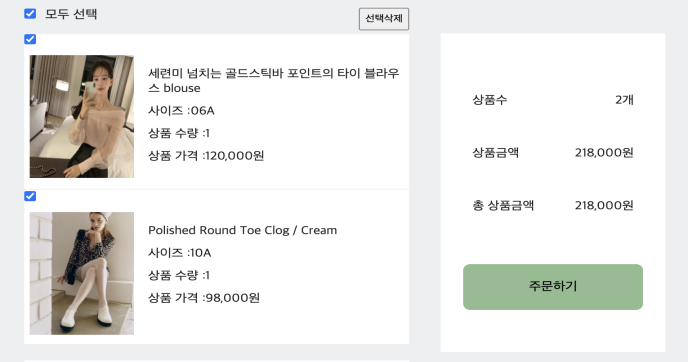 모두 선택
선택삭제
세련미 넘치는 골드스틱바 포인트의 타이 블라우
스 blouse
사이즈 :06A
상품 수량 :1
상품 가격 :120,000원
Polished Round Toe Clog / Cream
사이즈 :10A
상품 수량 :1
상품 가격 :98,000원
상품수 2개
상품금액 218,000원
총 상품금액 218,000원
주문하기